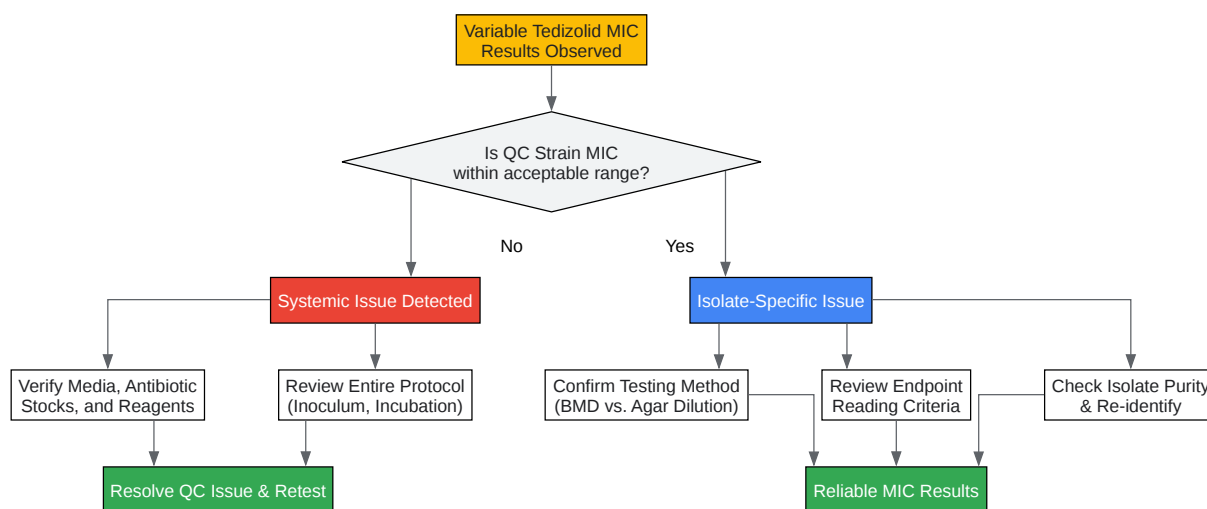 Variable Tedizolid MIC
Results Observed
Is QC Strain MIC
within acceptable range?
No
Yes
Systemic Issue Detected
Isolate-Specific Issue
Verify Media, Antibiotic
Stocks, and Reagents
Review Entire Protocol
(Inoculum, Incubation)
Confirm Testing Method
(BMD vs. Agar Dilution)
Review Endpoint
Reading Criteria
Check Isolate Purity
& Re-identify
Resolve QC Issue & Retest
Reliable MIC Results